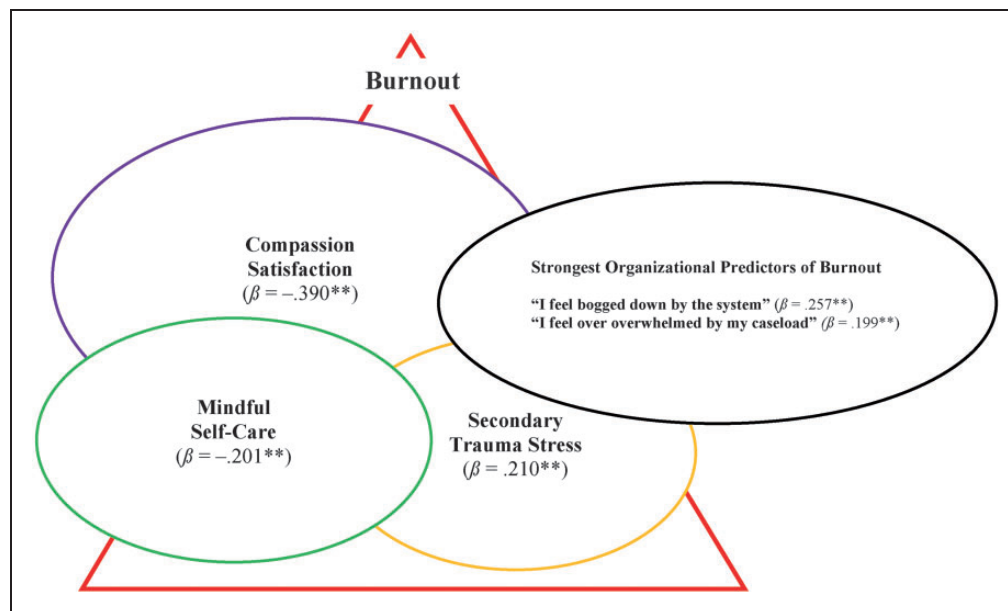 Burnout
Compassion
Satisfaction
(β = –.390**)
Strongest Organizational Predictors of Burnout
“I feel bogged down by the system” (β = .257**)
“I feel over overwhelmed by my caseload” (β = .199**)
Mindful
Self-Care
(β = –.201**)
Secondary
Trauma Stress
(β = .210**)